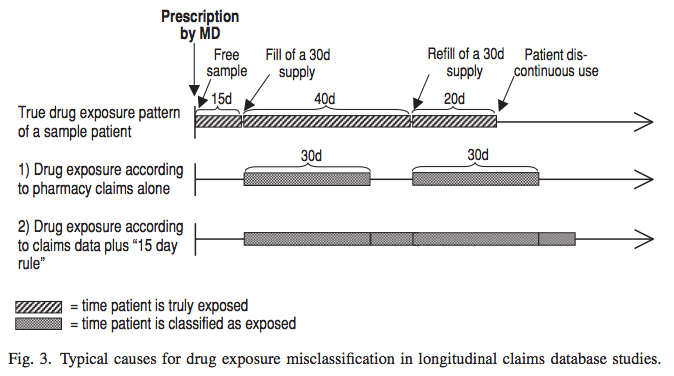 Prescription
by MD
Free
sample
Fill of a 30d
supply
Refill of a 30d
supply
Patient dis-
continuous use
15d
40d
20d
True drug exposure pattern
of a sample patient
30d
30d
1) Drug exposure according
to pharmacy claims alone
2) Drug exposure according
to claims data plus “15 day
rule”
= time patient is truly exposed
= time patient is classified as exposed
Fig. 3. Typical causes for drug exposure misclassification in longitudinal claims database studies.